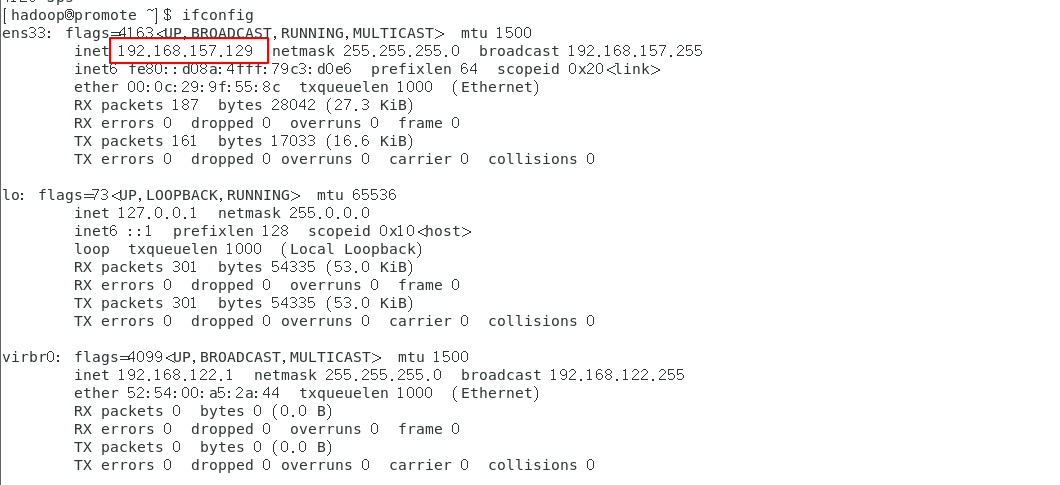 [hadoop@promote ~]$ ifconfig
ens33: flags=4163<UP,BROADCAST,RUNNING,MULTICAST>  mtu 1500
        inet 192.168.157.129  netmask 255.255.255.0  broadcast 192.168.157.255
        inet6 fe80::d08a:4fff:79c3:d0e6  prefixlen 64  scopeid 0x20<link>
        ether 00:0c:29:9f:55:8c  txqueuelen 1000  (Ethernet)
        RX packets 187  bytes 28042 (27.3 KiB)
        RX errors 0  dropped 0  overruns 0  frame 0
        TX packets 161  bytes 17033 (16.6 KiB)
        TX errors 0  dropped 0 overruns 0  carrier 0  collisions 0
lo: flags=73<UP,LOOPBACK,RUNNING>  mtu 65536
        inet 127.0.0.1  netmask 255.0.0.0
        inet6 ::1  prefixlen 128  scopeid 0x10<host>
        loop  txqueuelen 1000  (Local Loopback)
        RX packets 301  bytes 54335 (53.0 KiB)
        RX errors 0  dropped 0  overruns 0  frame 0
        TX packets 301  bytes 54335 (53.0 KiB)
        TX errors 0  dropped 0 overruns 0  carrier 0  collisions 0
virbr0: flags=4099<UP,BROADCAST,MULTICAST>  mtu 1500
        inet 192.168.122.1  netmask 255.255.255.0  broadcast 192.168.122.255
        ether 52:54:00:a5:2a:44  txqueuelen 1000  (Ethernet)
        RX packets 0  bytes 0 (0.0 B)
        RX errors 0  dropped 0  overruns 0  frame 0
        TX packets 0  bytes 0 (0.0 B)
        TX errors 0  dropped 0 overruns 0  carrier 0  collisions 0